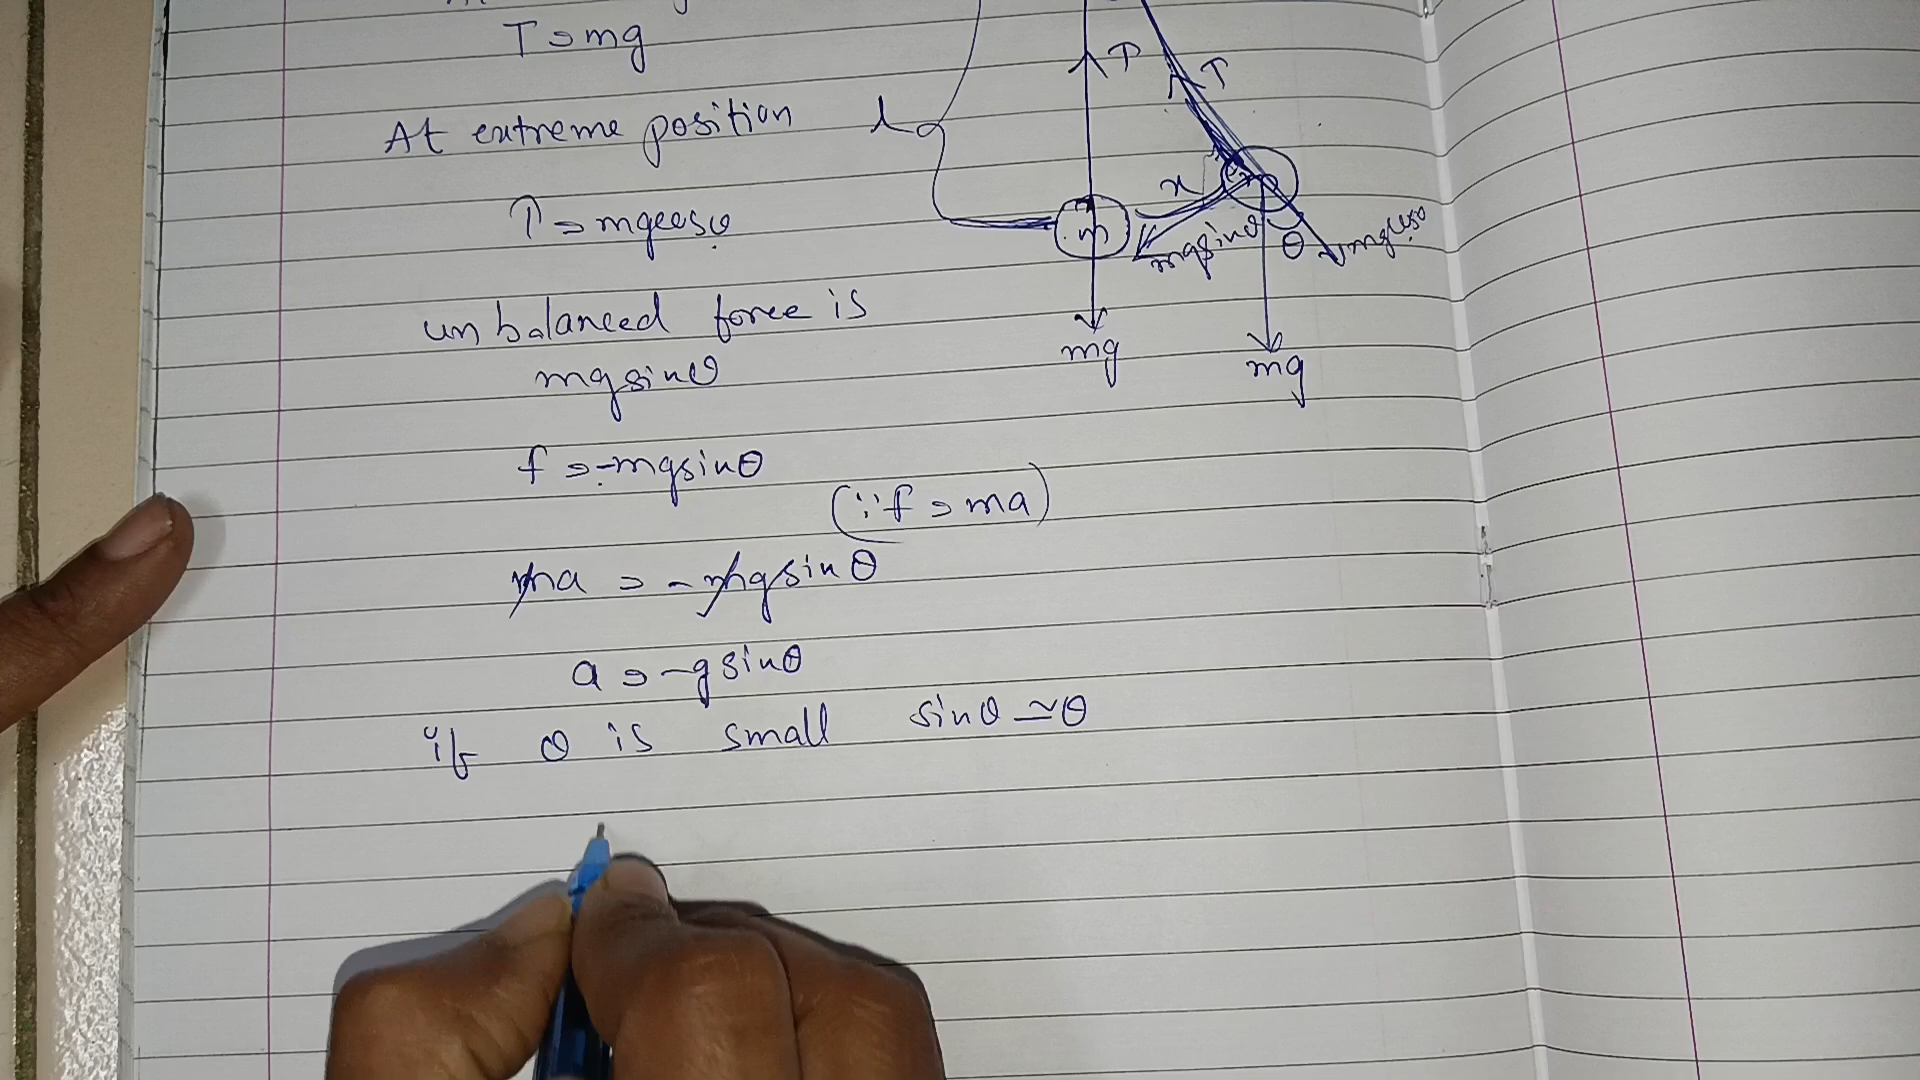 T = mg
At extreme position
T = mgcosθ
unbalanced force is
mgsinθ
f = -mgsinθ
(∵ f = ma)
ma = -mgsinθ
a = -gsinθ
if θ is small sinθ ≃ θ
l
T
T
x
m
mgsinθ
θ
mgcosθ
mg
mg